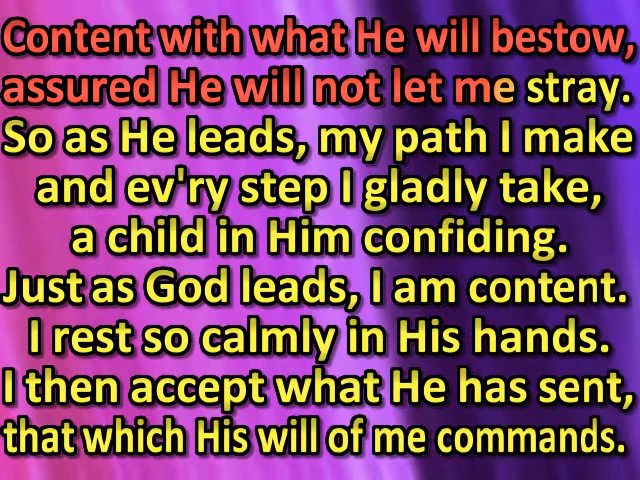 Content with what He will bestow,
assured He will not let me stray.
So as He leads, my path I make
and ev'ry step I gladly take,
a child in Him confiding.
Just as God leads, I am content.
I rest so calmly in His hands.
I then accept what He has sent,
that which His will of me commands.